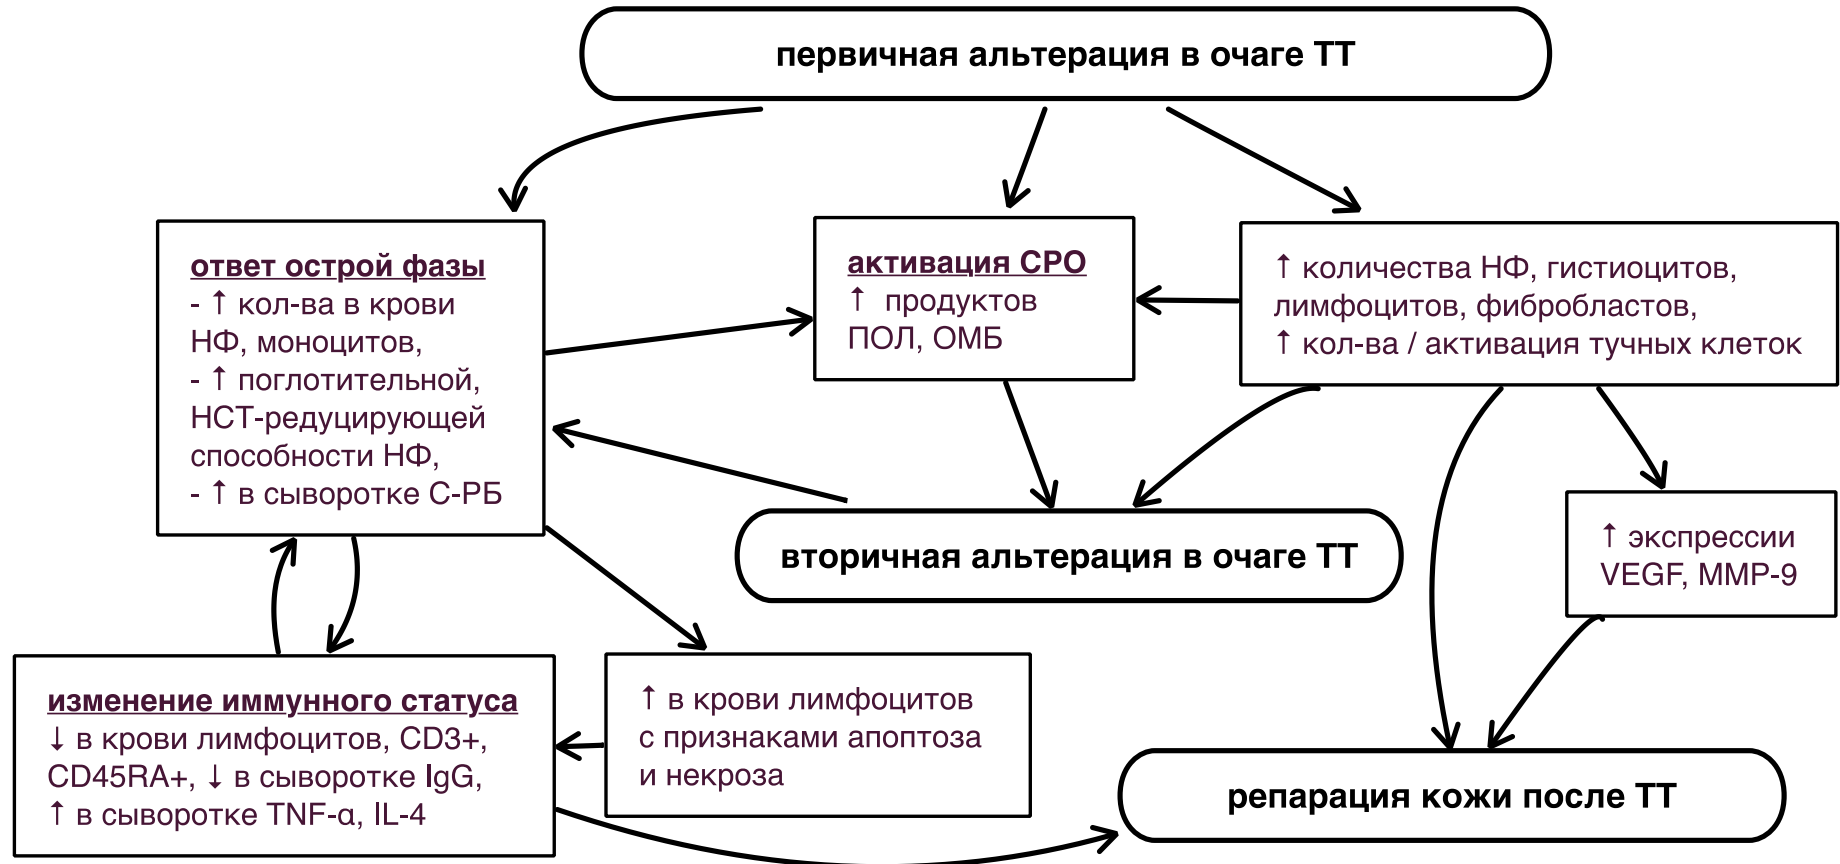 первичная альтерация в очаге ТТ
ответ острой фазы
- ↑ кол-ва в крови
НФ, моноцитов,
- ↑ поглотительной,
НСТ-редуцирующей
способности НФ,
- ↑ в сыворотке С-РБ
активация СРО
↑ продуктов
ПОЛ, ОМБ
↑ количества НФ, гистиоцитов,
лимфоцитов, фибробластов,
↑ кол-ва / активация тучных клеток
вторичная альтерация в очаге ТТ
↑ экспрессии
VEGF, MMP-9
изменение иммунного статуса
↓ в крови лимфоцитов, CD3+,
CD45RA+, ↓ в сыворотке IgG,
↑ в сыворотке TNF-α, IL-4
↑ в крови лимфоцитов
с признаками апоптоза
и некроза
репарация кожи после ТТ